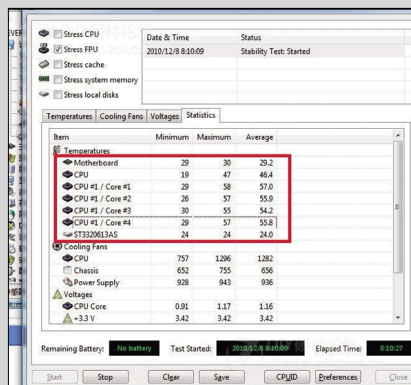 Stress CPU
Stress FPU
Stress cache
Stress system memory
Stress local disks
Date & Time Status
2010/12/8 8:10:09 Stability Test: Started
Temperatures Cooling Fans Voltages Statistics
Item Minimum Maximum Average
Temperatures
Motherboard 29 30 29.2
CPU 19 47 46.4
CPU #1 / Core #1 29 58 57.0
CPU #1 / Core #2 26 57 55.9
CPU #1 / Core #3 30 55 54.2
CPU #1 / Core #4 29 57 55.8
ST3320613AS 24 24 24.0
Cooling Fans
CPU 757 1296 1282
Chassis 652 755 656
Power Supply 928 943 936
Voltages
CPU Core 0.91 1.17 1.16
+3.3 V 3.42 3.42 3.42
Remaining Battery: No battery Test Started: 2010/12/8 8:10:09 Elapsed Time: 0:10:27
Start Stop Clear Save CPUID Preferences Close